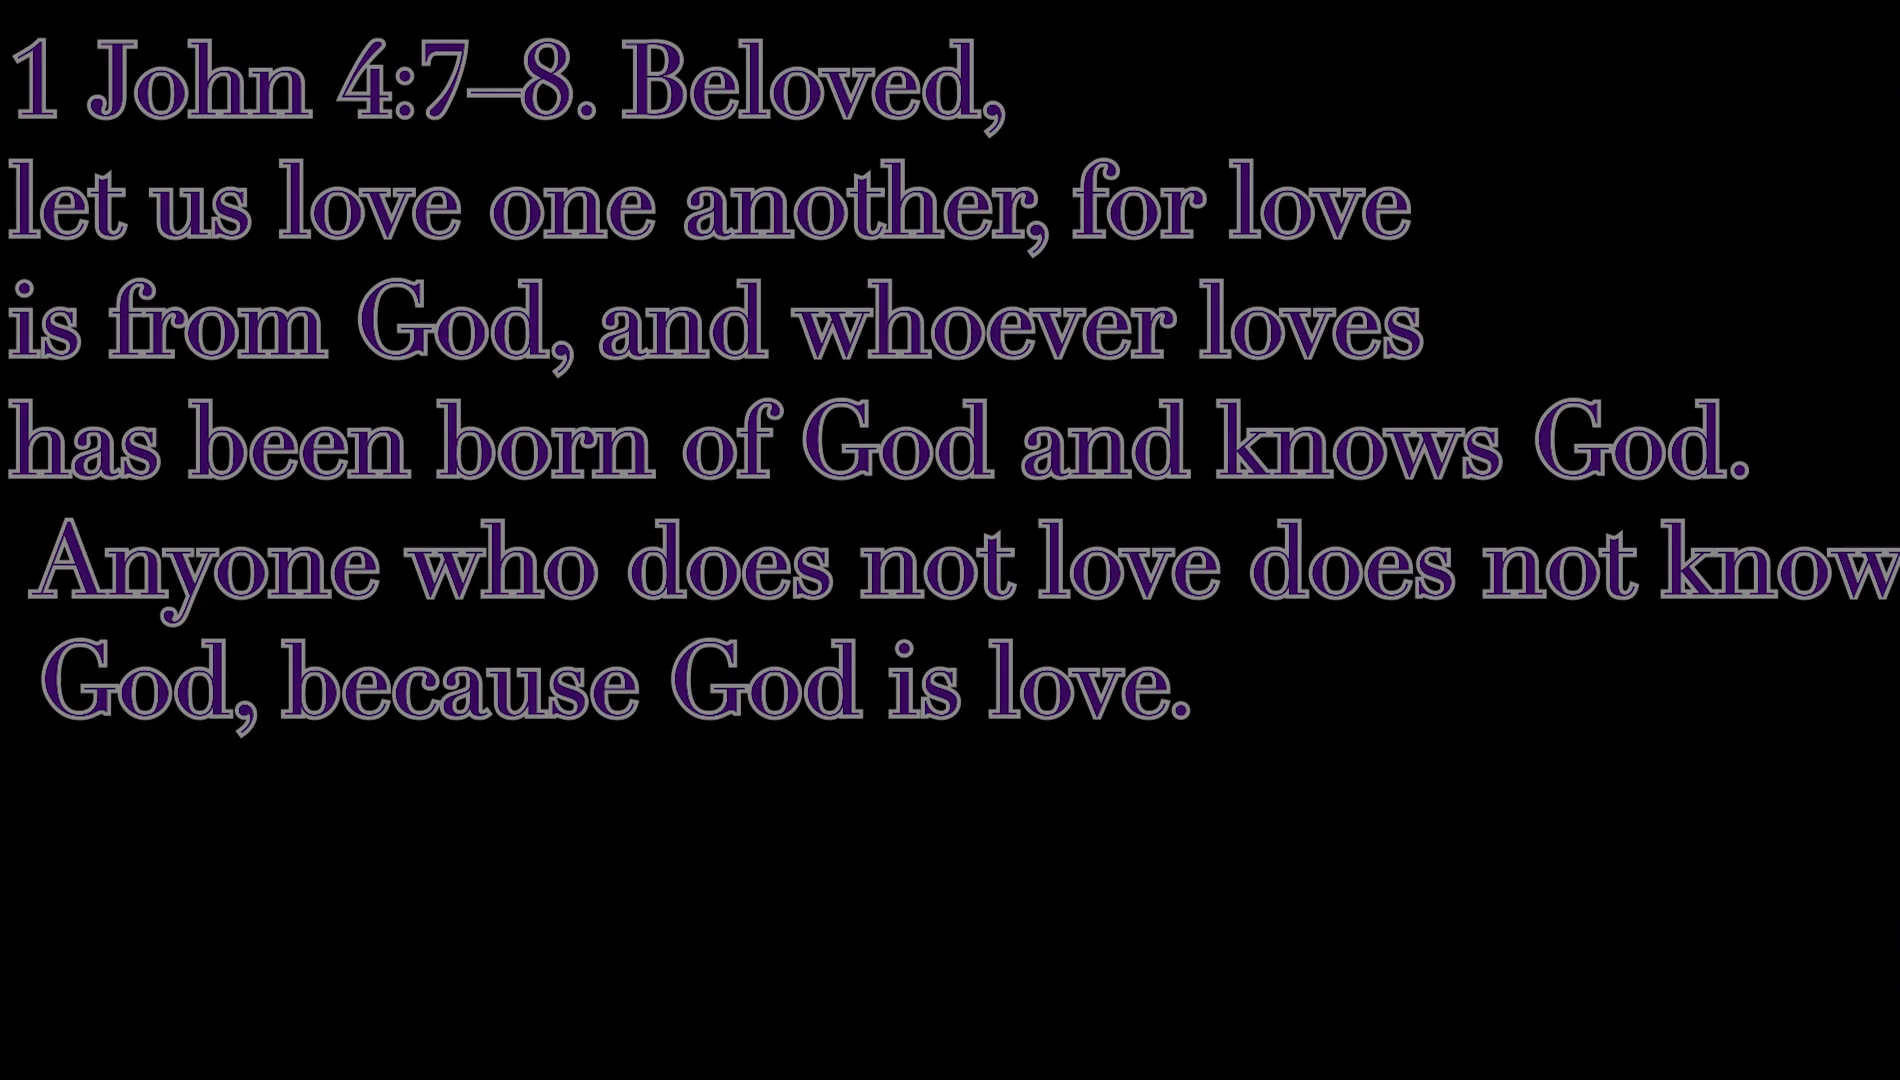 1 John 4:7–8. Beloved,
let us love one another, for love
is from God, and whoever loves
has been born of God and knows God.
Anyone who does not love does not know
God, because God is love.